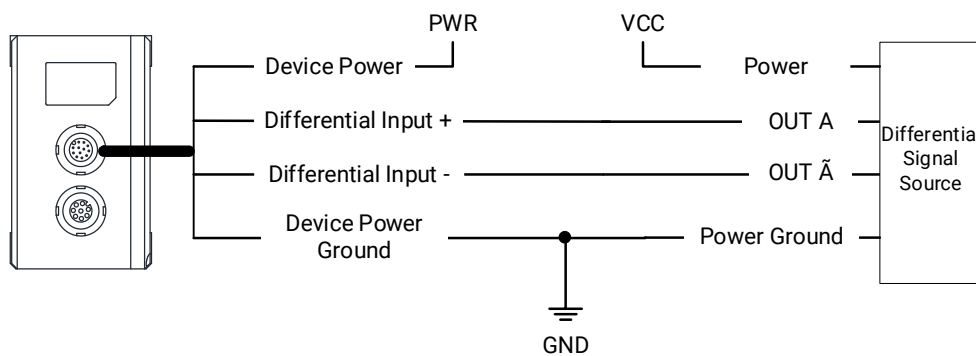 PWR VCC
Device Power Power
Differential Input + OUT A
Differential
Signal
Source
Differential Input - OUT Ã
Device Power
Ground
Power Ground
GND